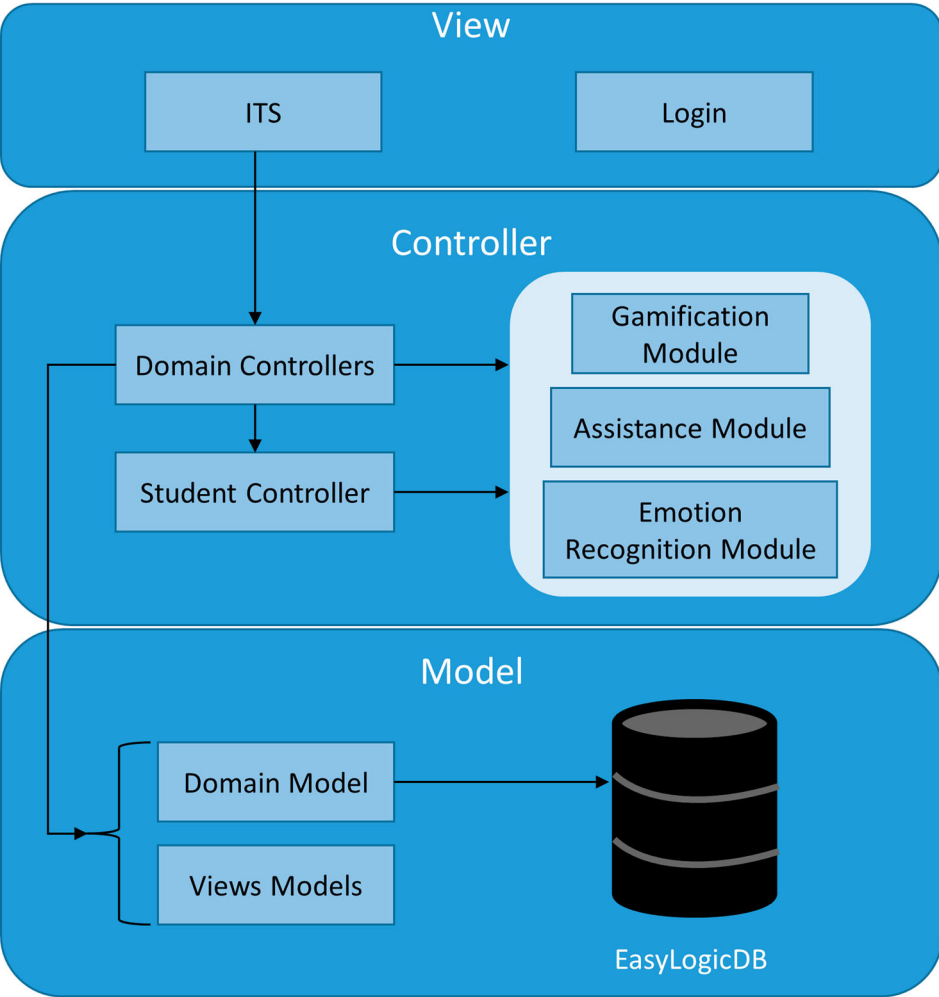 View
ITS
Login
Controller
Gamification
Module
Domain Controllers
Assistance Module
Student Controller
Emotion
Recognition Module
Model
Domain Model
Views Models
EasyLogicDB